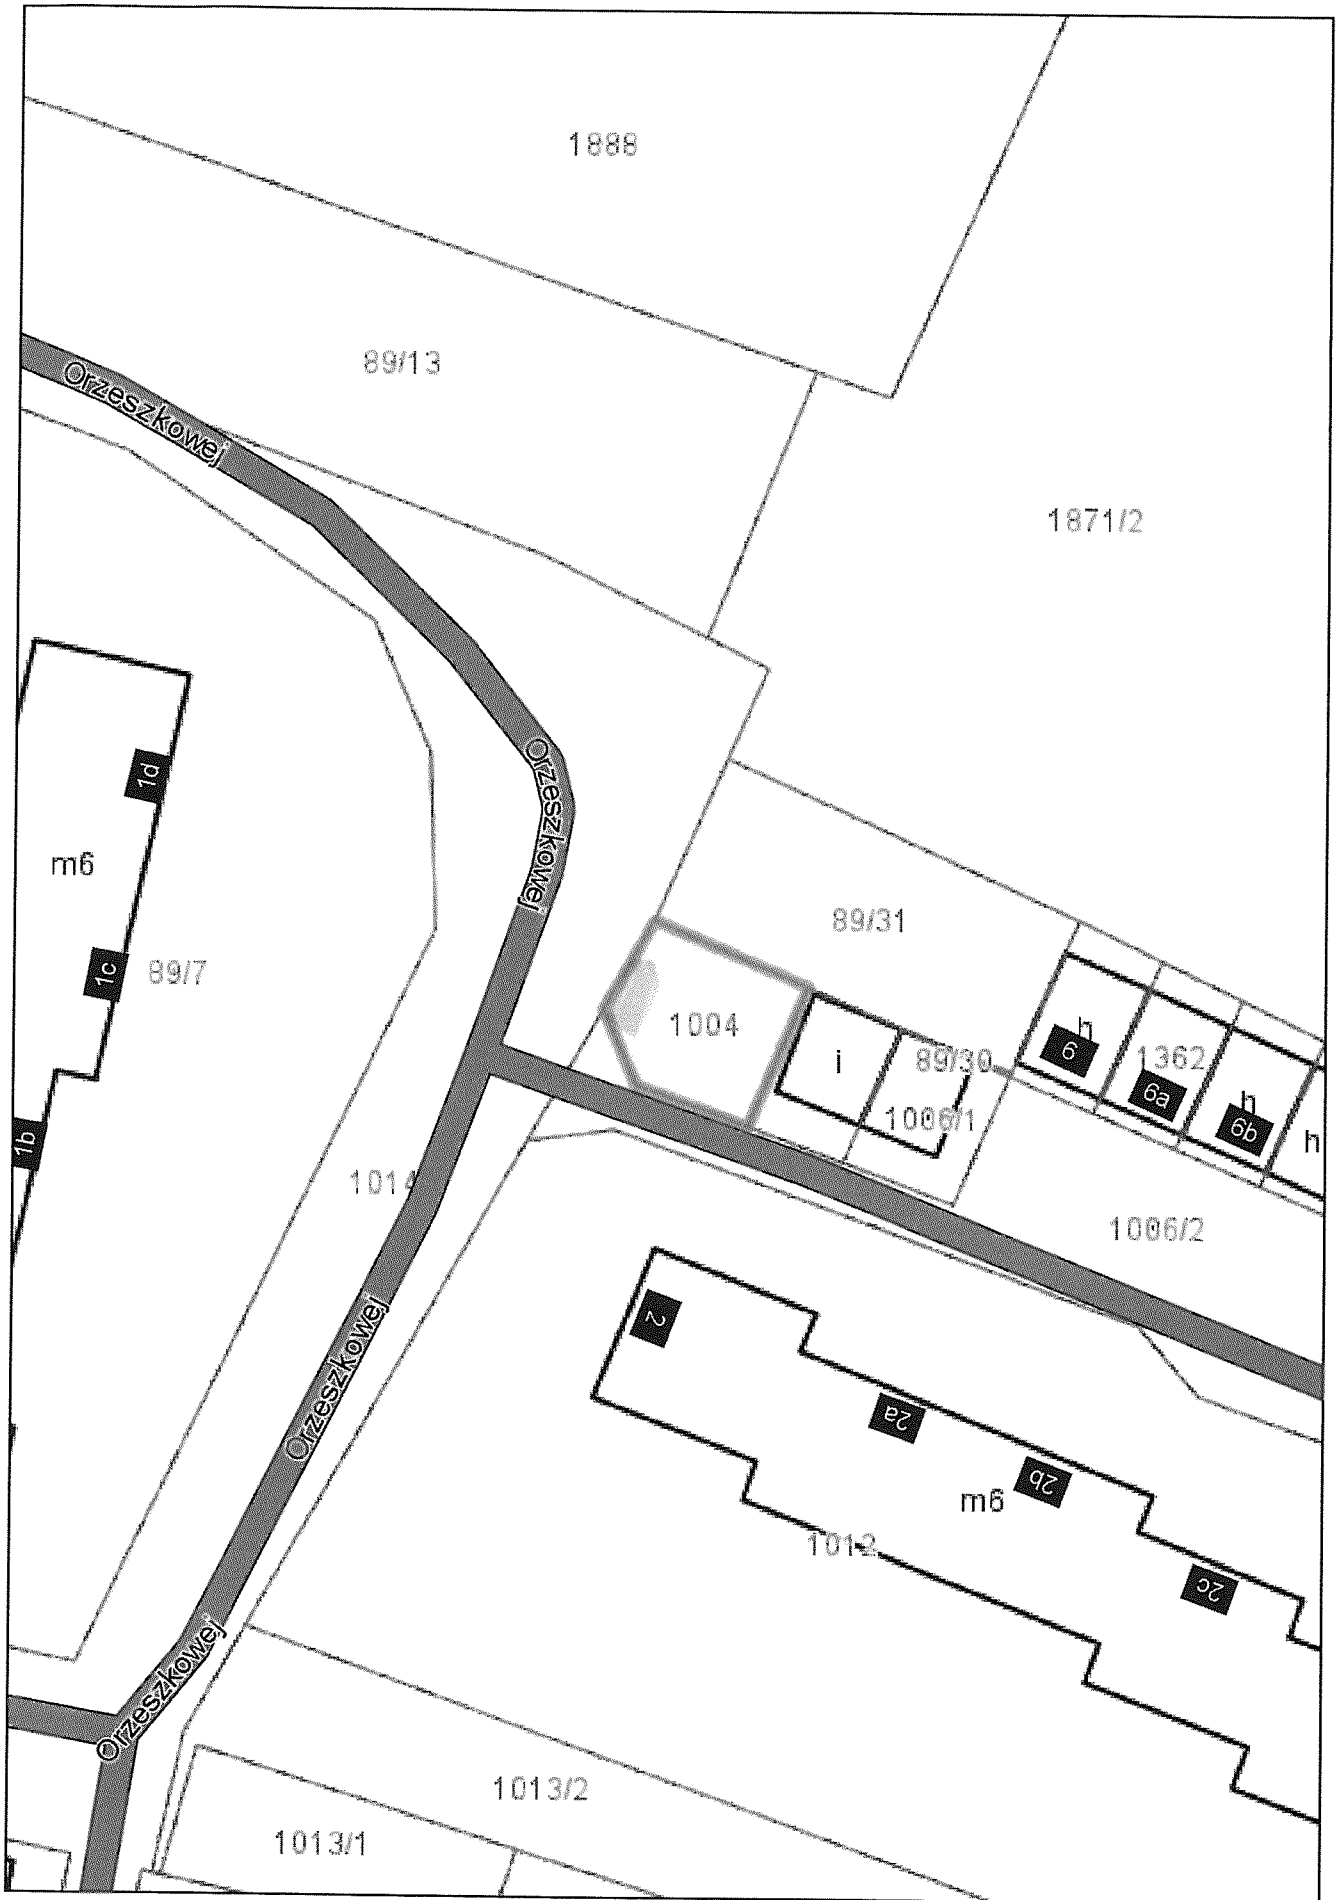 1888
89/13
Orzeszkowej
1871/2
Orzeszkowej
1d
m6
89/31
1c
89/7
1004
h
6
i
89/30
1362
6a
h
6b
1006/1
h
1b
1014
1006/2
Orzeszkowej
2
2a
2b
m6
1012
2c
Orzeszkowej
1013/2
1013/1